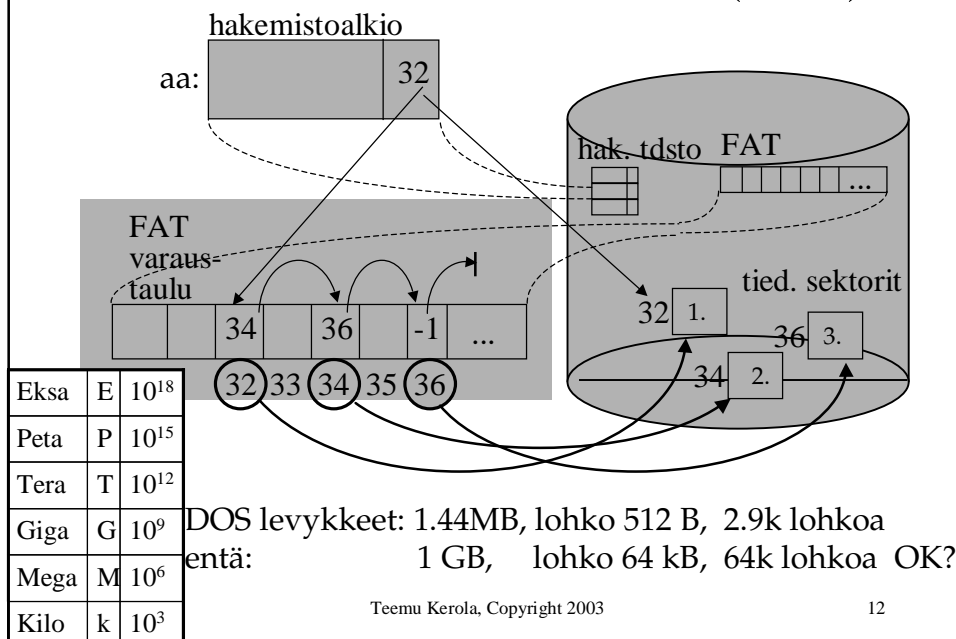 hakemistoalkio
aa:
32
hak. tdsto
FAT
...
FAT
varaus-
taulu
34
36
-1
...
32 33 34 35 36
tied. sektorit
32 1.
36 3.
34 2.
Eksa E 10¹⁸
Peta P 10¹⁵
Tera T 10¹²
Giga G 10⁹
Mega M 10⁶
Kilo k 10³
DOS levykkeet: 1.44MB, lohko 512 B, 2.9k lohkoa
entä: 1 GB, lohko 64 kB, 64k lohkoa OK?
Teemu Kerola, Copyright 2003
12